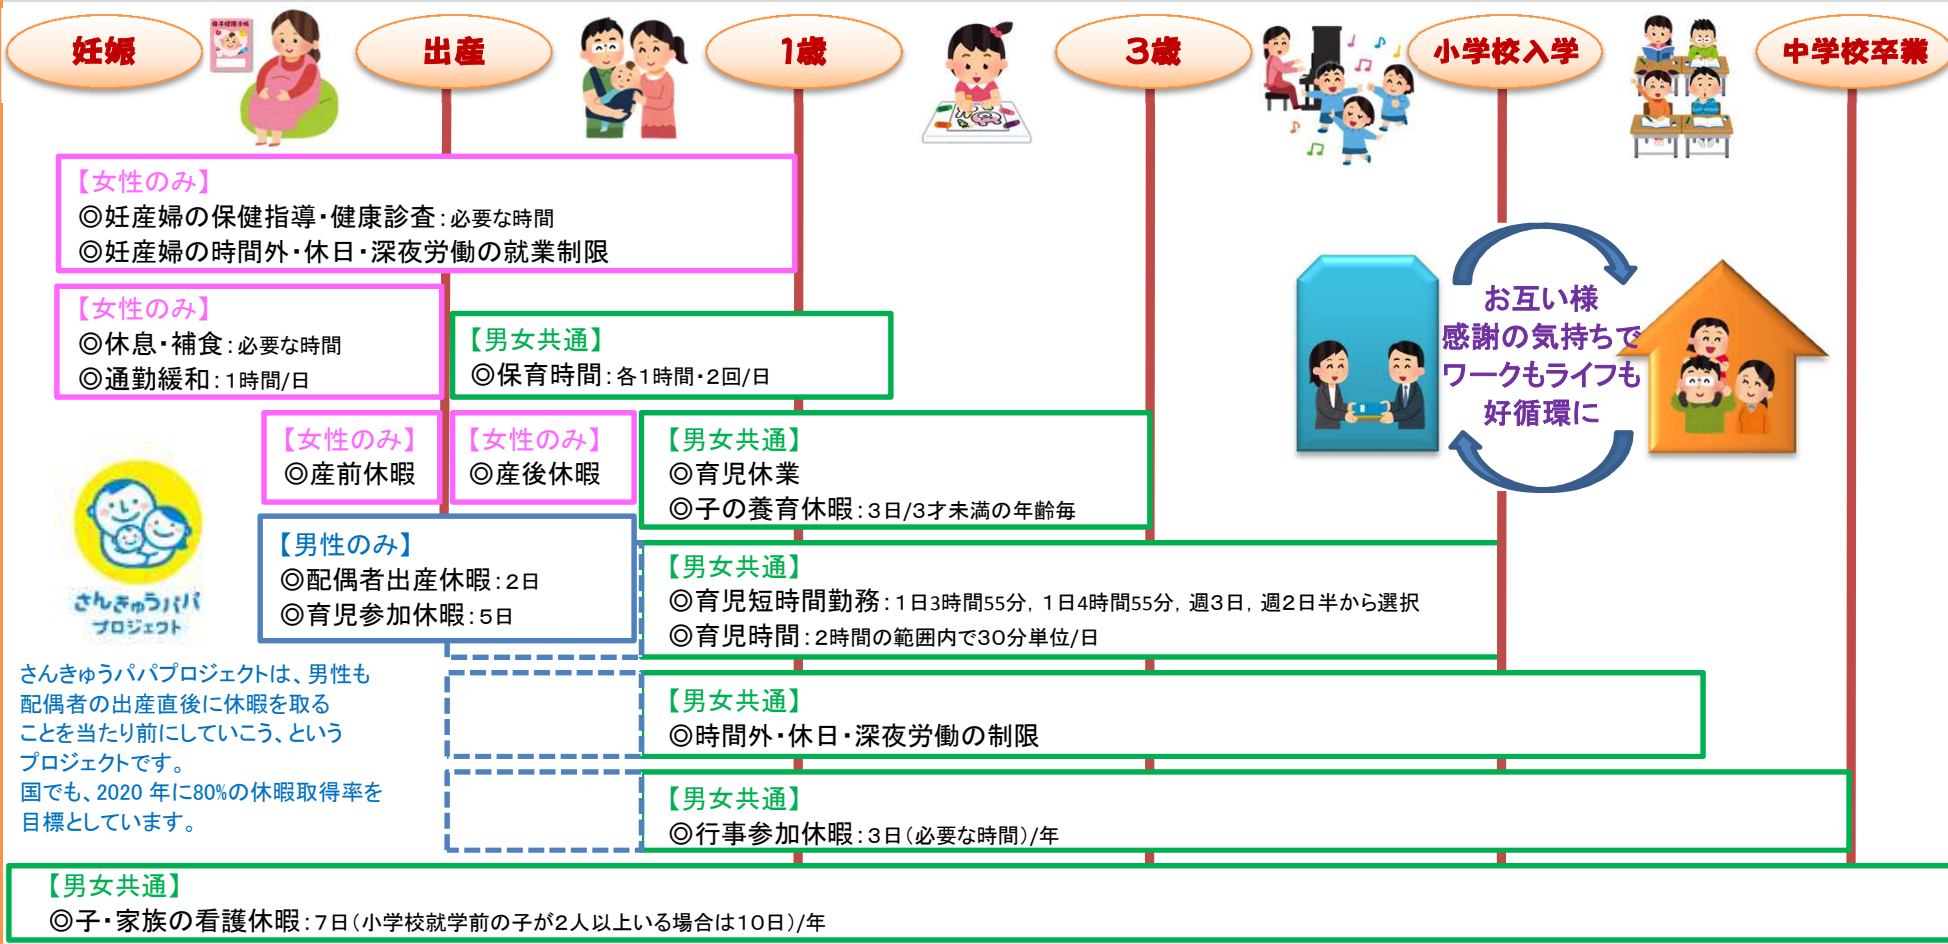 妊娠
出産
1歳
3歳
小学校入学
中学校卒業
母子健康手帳
【女性のみ】
◎妊産婦の保健指導・健康診査：必要な時間
◎妊産婦の時間外・休日・深夜労働の就業制限
【女性のみ】
◎休息・補食：必要な時間
◎通勤緩和：1時間/日
【男女共通】
◎保育時間：各1時間・2回/日
お互い様
感謝の気持ちで
ワークもライフも
好循環に
【女性のみ】
◎産前休暇
【女性のみ】
◎産後休暇
【男女共通】
◎育児休業
◎子の養育休暇：3日/3才未満の年齢毎
【男性のみ】
◎配偶者出産休暇：2日
◎育児参加休暇：5日
【男女共通】
◎育児短時間勤務：1日3時間55分，1日4時間55分，週3日，週2日半から選択
◎育児時間：2時間の範囲内で30分単位/日
さんきゅうパパ
プロジェクト
さんきゅうパパプロジェクトは、男性も
配偶者の出産直後に休暇を取る
ことを当たり前にしていこう、という
プロジェクトです。
国でも、2020 年に80%の休暇取得率を
目標としています。
【男女共通】
◎時間外・休日・深夜労働の制限
【男女共通】
◎行事参加休暇：3日（必要な時間）/年
【男女共通】
◎子・家族の看護休暇：7日（小学校就学前の子が2人以上いる場合は10日）/年